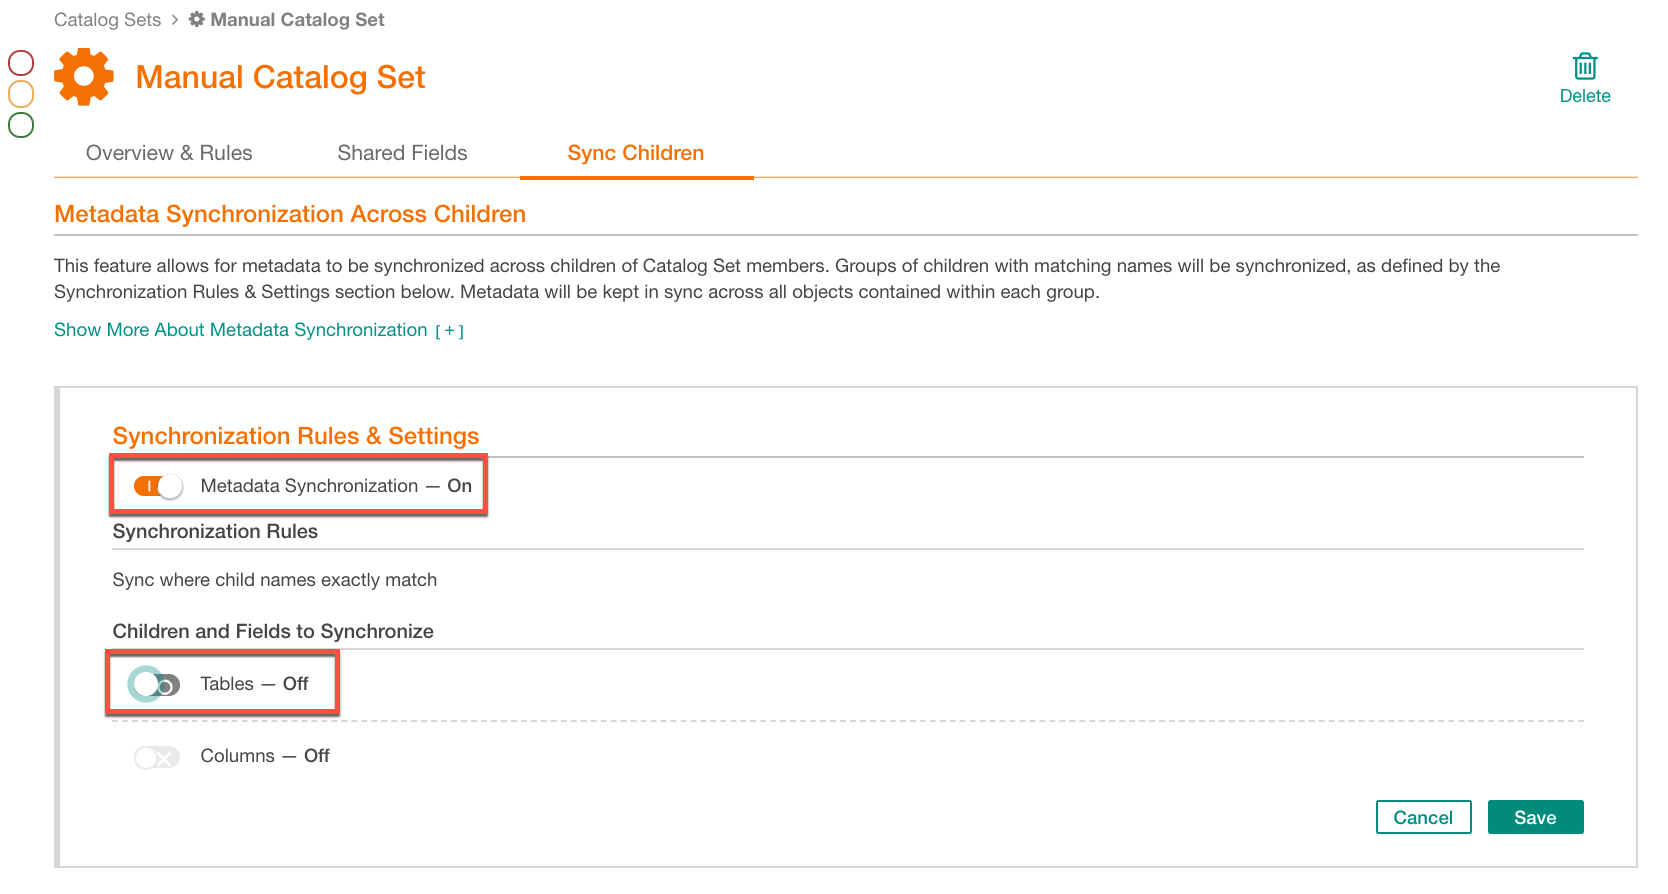 Catalog Sets > Manual Catalog Set
Manual Catalog Set
Delete
Overview & Rules Shared Fields Sync Children
Metadata Synchronization Across Children
This feature allows for metadata to be synchronized across children of Catalog Set members. Groups of children with matching names will be synchronized, as defined by the
Synchronization Rules & Settings section below. Metadata will be kept in sync across all objects contained within each group.
Show More About Metadata Synchronization [+]
Synchronization Rules & Settings
Metadata Synchronization — On
Synchronization Rules
Sync where child names exactly match
Children and Fields to Synchronize
Tables — Off
Columns — Off
Cancel Save